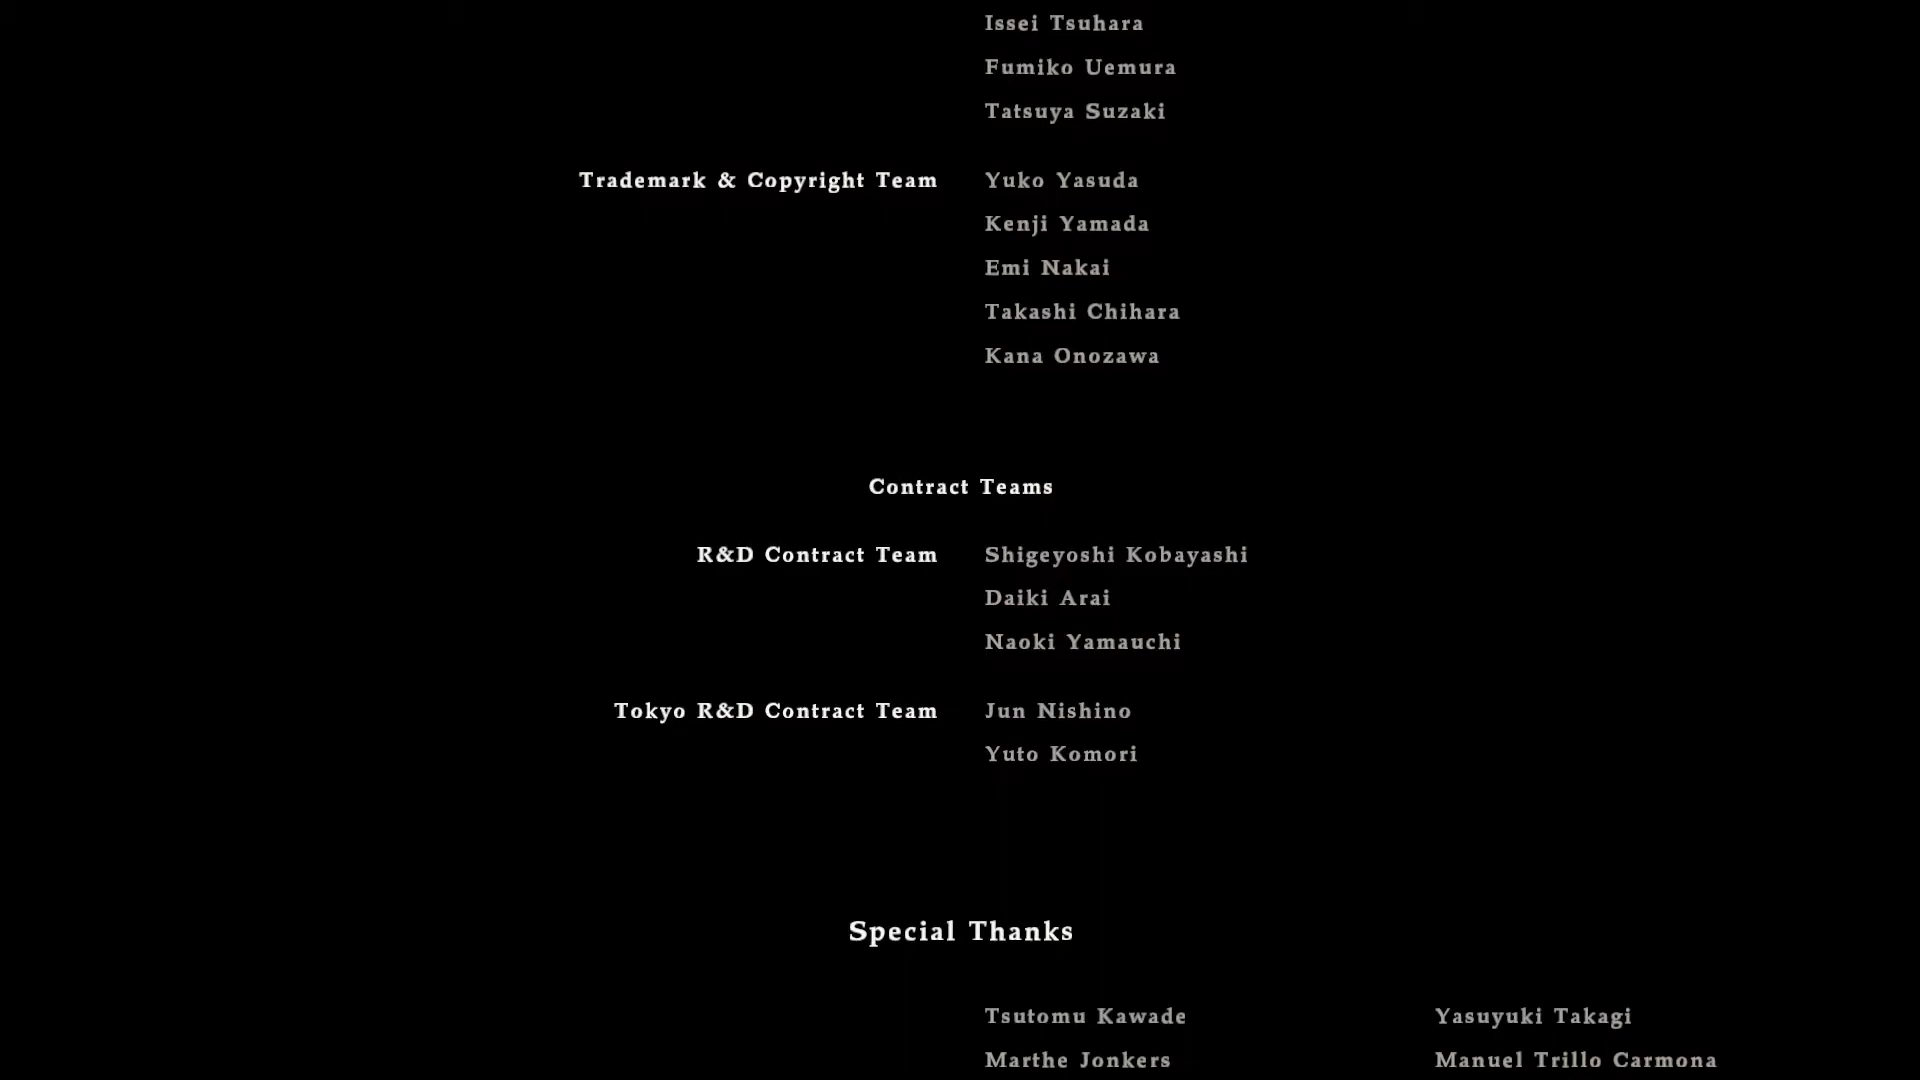 Issei Tsuhara
Fumiko Uemura
Tatsuya Suzaki
Trademark & Copyright Team Yuko Yasuda
Kenji Yamada
Emi Nakai
Takashi Chihara
Kana Onozawa
Contract Teams
R&D Contract Team Shigeyoshi Kobayashi
Daiki Arai
Naoki Yamauchi
Tokyo R&D Contract Team Jun Nishino
Yuto Komori
Special Thanks
Tsutomu Kawade Yasuyuki Takagi
Marthe Jonkers Manuel Trillo Carmona